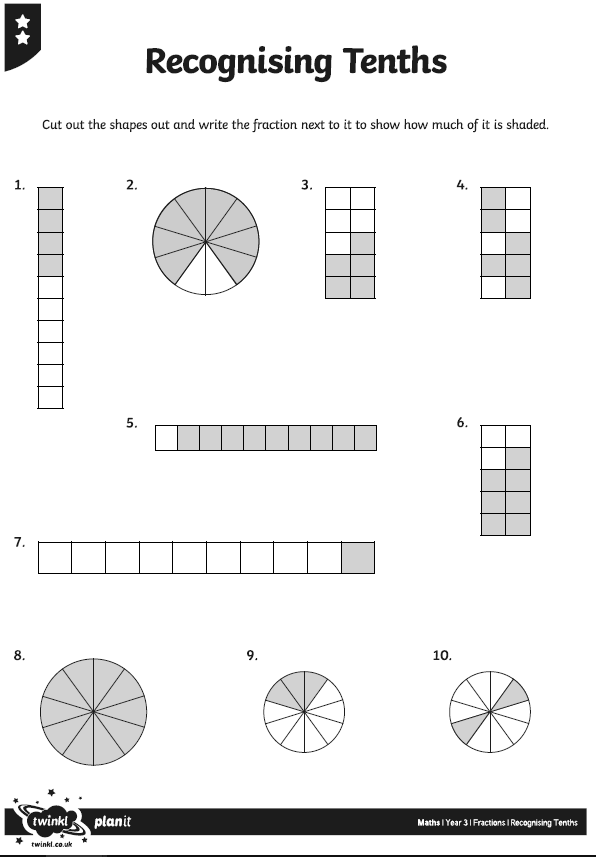 Recognising Tenths
Cut out the shapes out and write the fraction next to it to show how much of it is shaded.
1.
2.
3.
4.
5.
6.
7.
8.
9.
10.
twinkl
planit
twinkl.co.uk
Maths | Year 3 | Fractions | Recognising Tenths